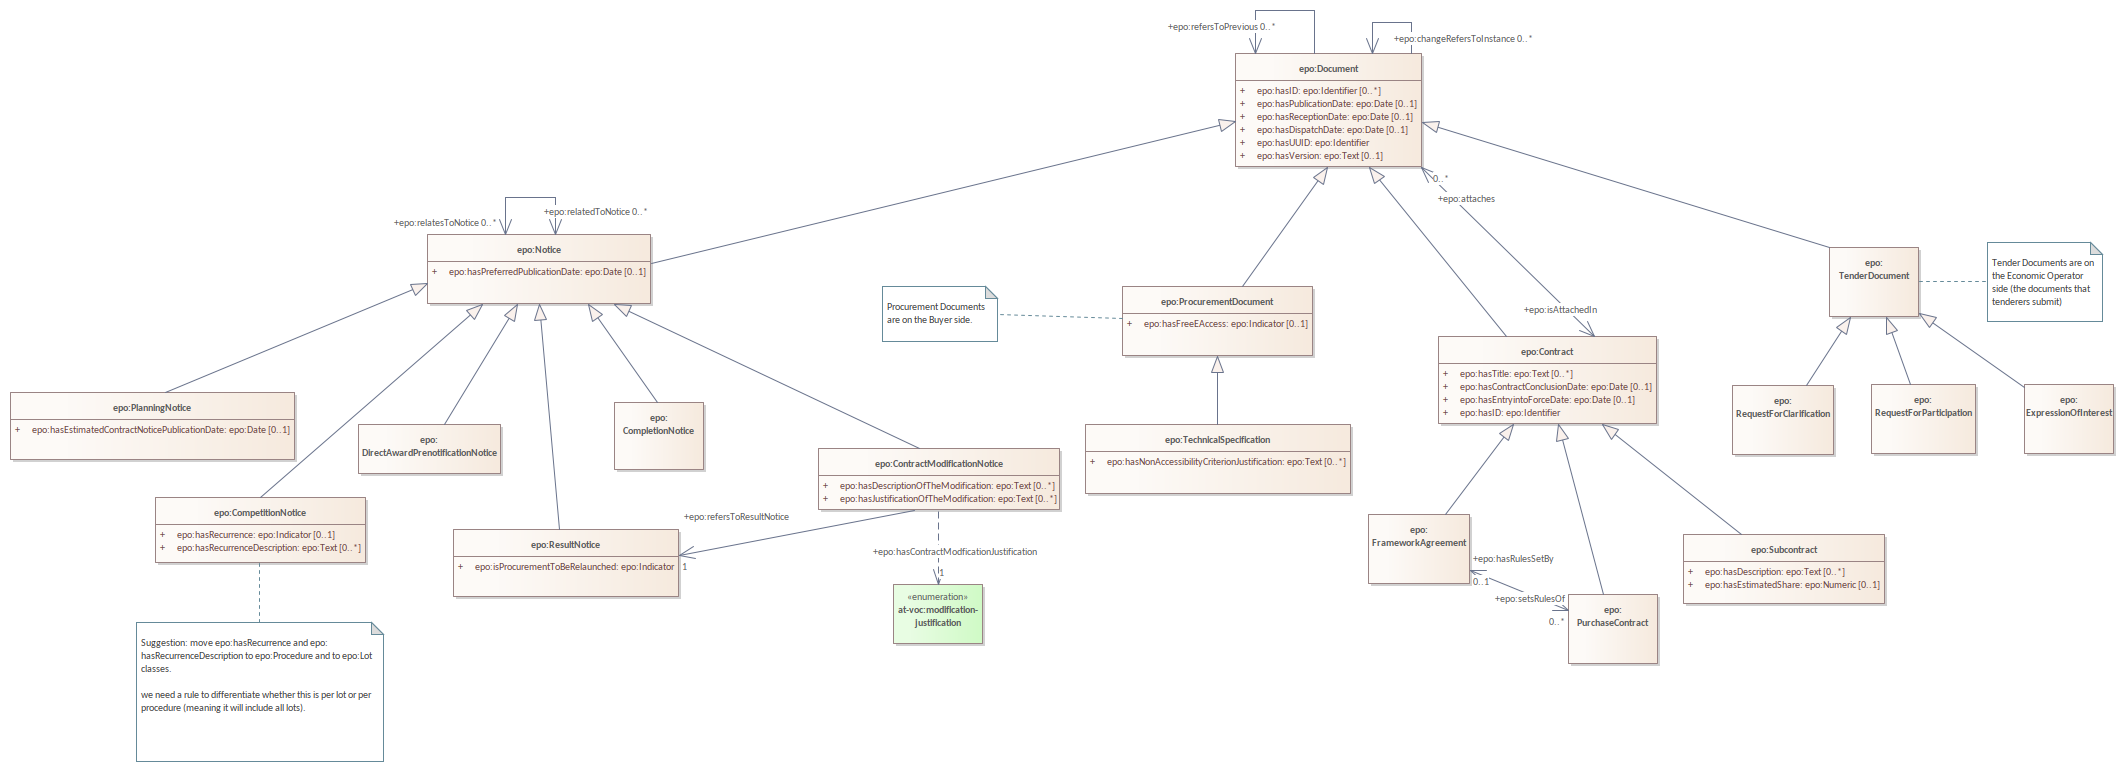 +epo:refersToPrevious 0..*
+epo:changeRefersToInstance 0..*
epo:Document
+ epo:hasID: epo:Identifier [0..*]
+ epo:hasPublicationDate: epo:Date [0..1]
+ epo:hasReceptionDate: epo:Date [0..1]
+ epo:hasDispatchDate: epo:Date [0..1]
+ epo:hasUUID: epo:Identifier
+ epo:hasVersion: epo:Text [0..1]
0..*
+epo:attaches
+epo:isAttachedIn
+epo:relatesToNotice 0..*
+epo:relatedToNotice 0..*
epo:Notice
+ epo:hasPreferredPublicationDate: epo:Date [0..1]
Procurement Documents
are on the Buyer side.
epo:ProcurementDocument
+ epo:hasFreeEAccess: epo:Indicator [0..1]
epo:
TenderDocument
Tender Documents are on
the Economic Operator
side (the documents that
tenderers submit)
epo:Contract
+ epo:hasTitle: epo:Text [0..*]
+ epo:hasContractConclusionDate: epo:Date [0..1]
+ epo:hasEntryintoForceDate: epo:Date [0..1]
+ epo:hasID: epo:Identifier
epo:
RequestForClarification
epo:
RequestForParticipation
epo:
ExpressionOfInterest
epo:PlanningNotice
+ epo:hasEstimatedContractNoticePublicationDate: epo:Date [0..1]
epo:
DirectAwardPrenotificationNotice
epo:
CompletionNotice
epo:ContractModificationNotice
+ epo:hasDescriptionOfTheModification: epo:Text [0..*]
+ epo:hasJustificationOfTheModification: epo:Text [0..*]
epo:TechnicalSpecification
+ epo:hasNonAccessibilityCriterionJustification: epo:Text [0..*]
epo:CompetitionNotice
+ epo:hasRecurrence: epo:Indicator [0..1]
+ epo:hasRecurrenceDescription: epo:Text [0..*]
epo:ResultNotice
+ epo:isProcurementToBeRelaunched: epo:Indicator
+epo:refersToResultNotice
1
+epo:hasContractModficationJustification
1
«enumeration»
at-voc:modification-
justification
epo:
FrameworkAgreement
+epo:hasRulesSetBy
0..1
+epo:setsRulesOf
0..*
epo:
PurchaseContract
epo:Subcontract
+ epo:hasDescription: epo:Text [0..*]
+ epo:hasEstimatedShare: epo:Numeric [0..1]
Suggestion: move epo:hasRecurrence and epo:
hasRecurrenceDescription to epo:Procedure and to epo:Lot
classes.
we need a rule to differentiate whether this is per lot or per
procedure (meaning it will include all lots).